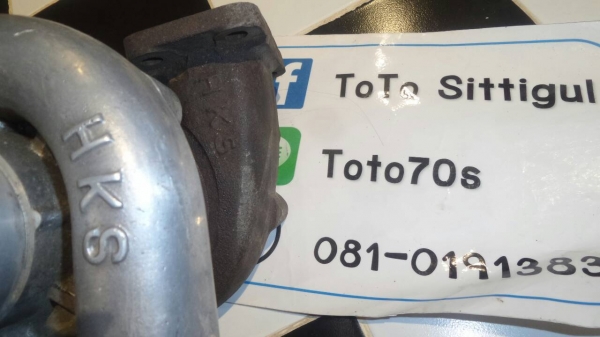 HKS
HKS
f
ToTo Sittigul
Toto70s
081-0191383